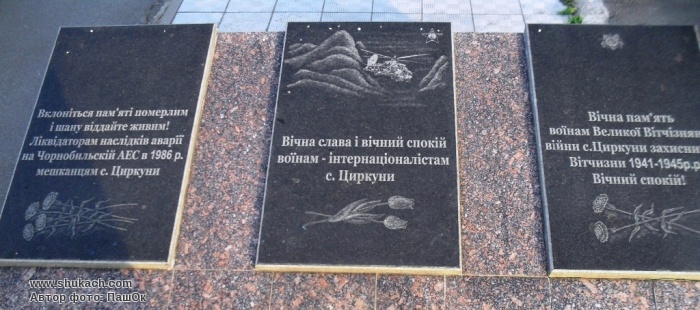 Вклоніться пам'яті померлим
і шану віддайте живим!
Ліквідаторам наслідків аварії
на Чорнобильскій АЕС в 1986 р.
мешканцям с. Циркуни
Вічна слава і вічний спокій
воїнам - інтернаціоналістам
с. Циркуни
Вічна пам'ять
воїнам Великої Вітчізнян
війни с.Циркуни захисни
Вітчизни 1941-1945р.р
Вічний спокій!
www.shukach.com
Автор фото: ПашОк